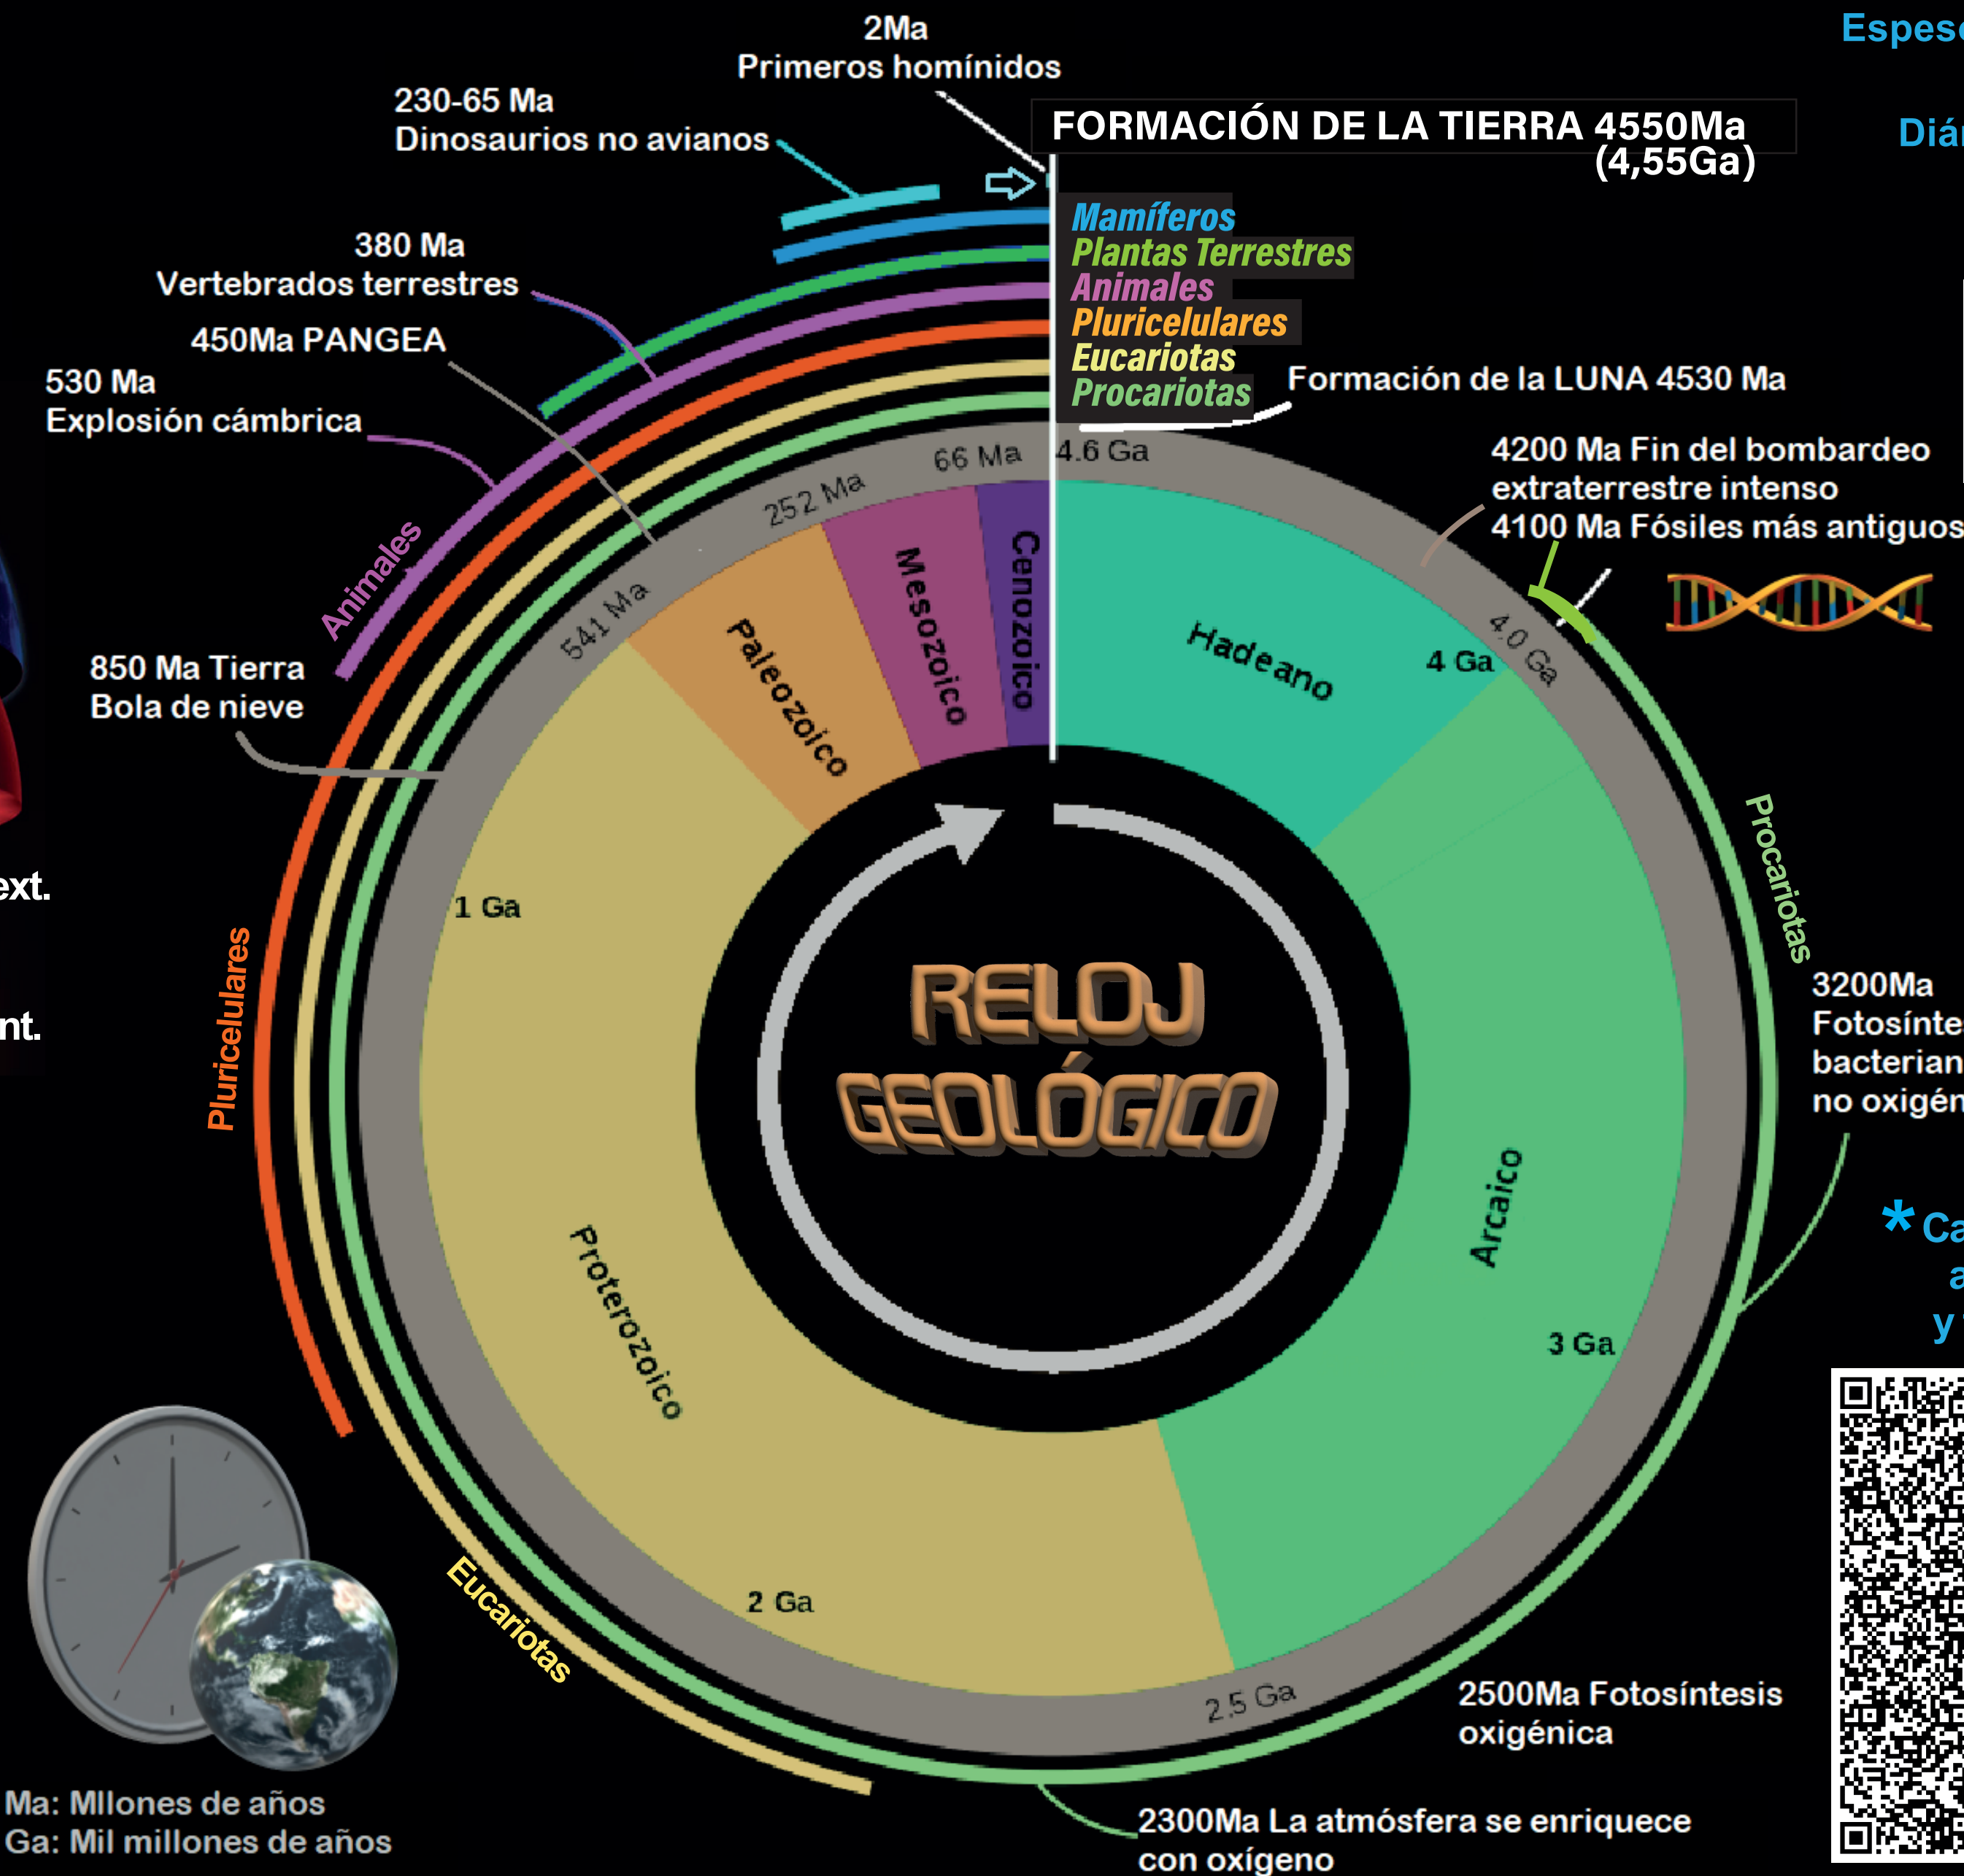 2Ma
Primeros homínidos
230-65 Ma
Dinosaurios no avianos
FORMACIÓN DE LA TIERRA 4550Ma
(4,55Ga)
Mamíferos
Plantas Terrestres
Animales
Pluricelulares
Eucariotas
Procariotas
380 Ma
Vertebrados terrestres
450Ma PANGEA
530 Ma
Explosión cámbrica
Formación de la LUNA 4530 Ma
4200 Ma Fin del bombardeo
extraterrestre intenso
4100 Ma Fósiles más antiguos
66 Ma
4.6 Ga
252 Ma
541 Ma
4.0 Ga
Animales
850 Ma Tierra
Bola de nieve
Cenozoico
Mesozoico
Paleozoico
Hadeano
4 Ga
Procariotas
1 Ga
ext.
nt.
Pluricelulares
RELOJ
GEOLÓGICO
3200Ma
Arcaico
no
3 Ga
Proterozoico
*
y
2 Ga
Eucariotas
2.5 Ga
2500Ma Fotosíntesis
oxigénica
2300Ma La atmósfera se enriquece
con oxígeno
Ma: MIlones de años
Ga: Mil millones de años